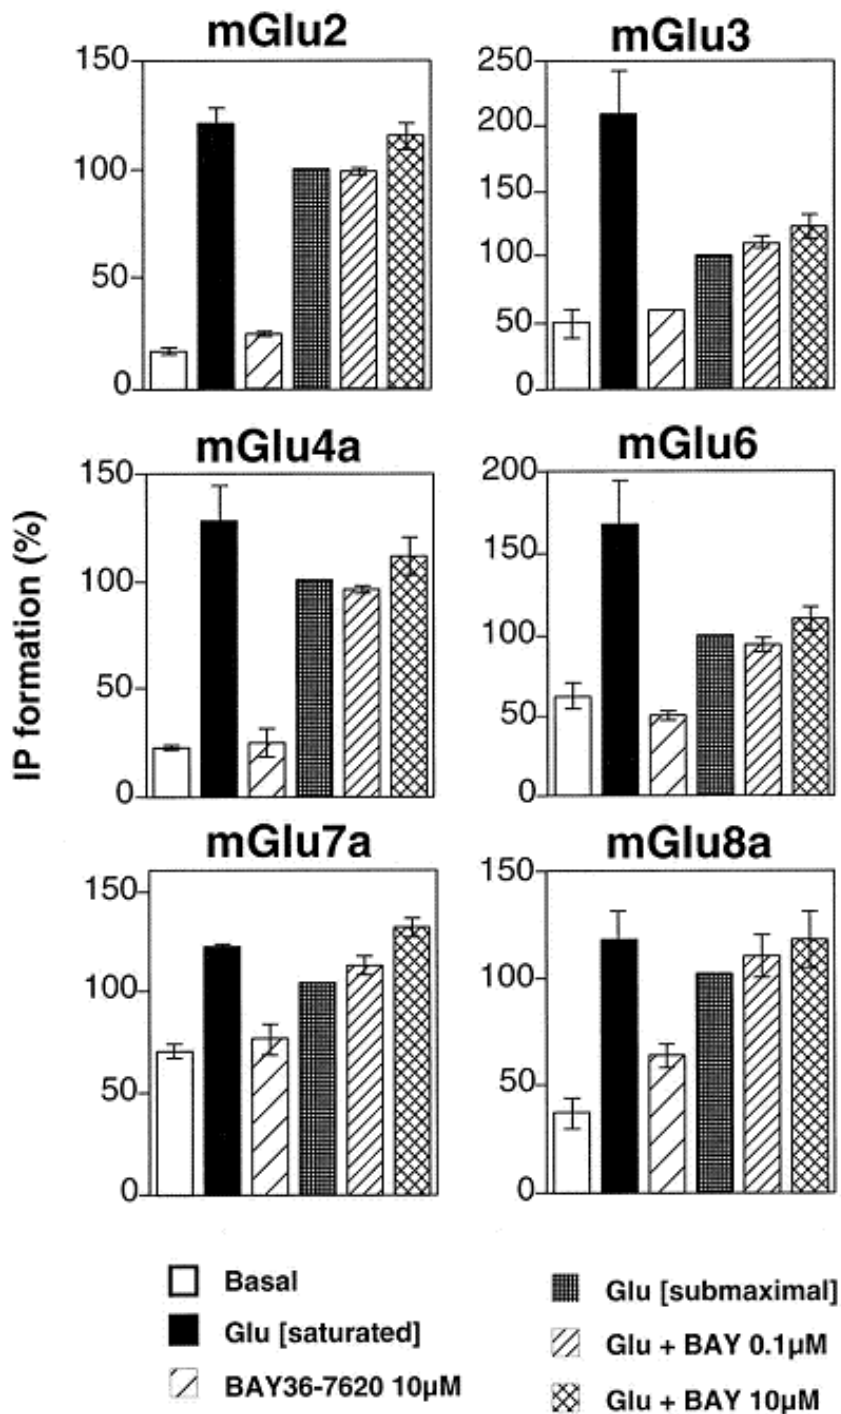 mGlu2
mGlu3
150
100
50
0
250
200
150
100
50
0
mGlu4a
mGlu6
150
100
50
0
200
150
100
50
0
IP formation (%)
mGlu7a
mGlu8a
150
100
50
0
150
100
50
0
Basal
Glu [saturated]
BAY36-7620 10µM
Glu [submaximal]
Glu + BAY 0.1µM
Glu + BAY 10µM